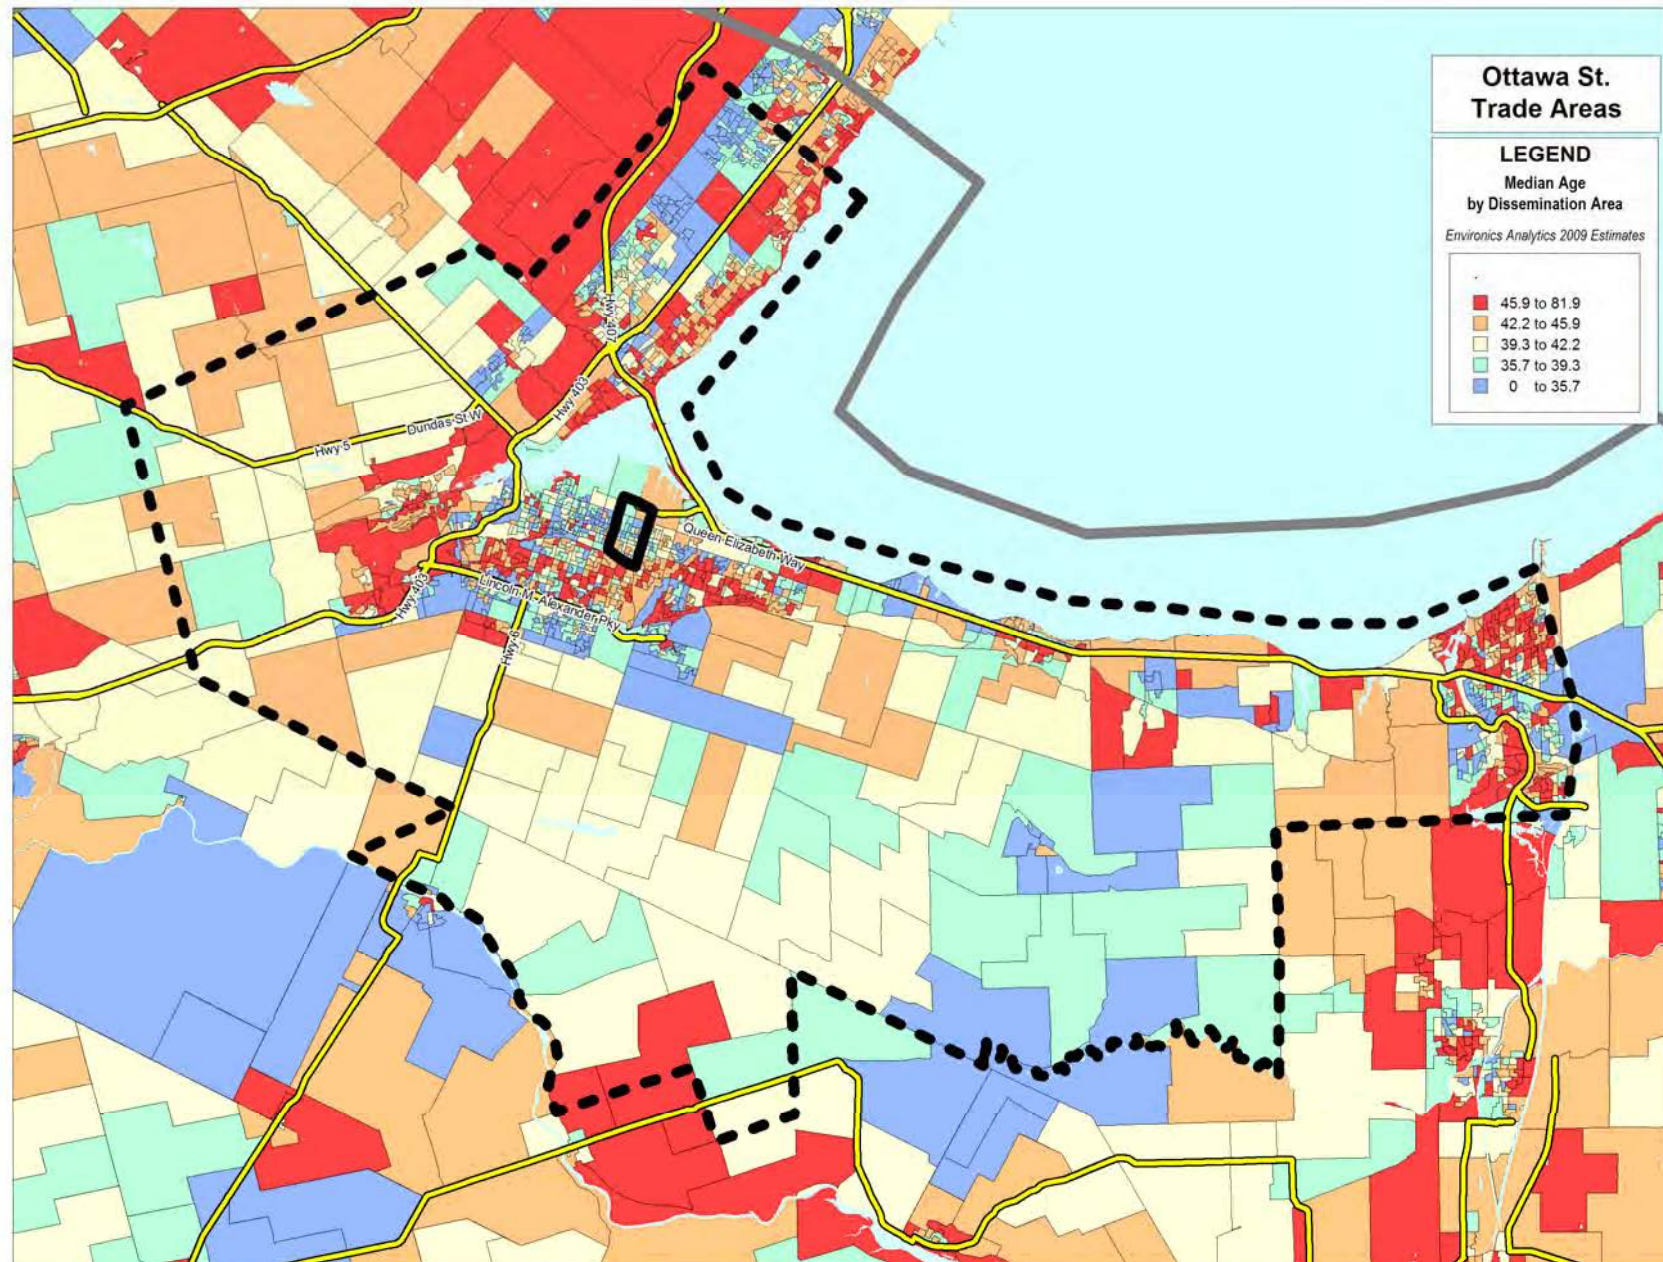 Ottawa St.
Trade Areas
LEGEND
Median Age
by Dissemination Area
Environics Analytics 2009 Estimates
45.9 to 81.9
42.2 to 45.9
39.3 to 42.2
35.7 to 39.3
0 to 35.7
Hwy 407
Hwy 403
Dundas St W
Hwy 5
Queen Elizabeth Way
Hwy 403
Lincoln M. Alexander Pky
Hwy 6